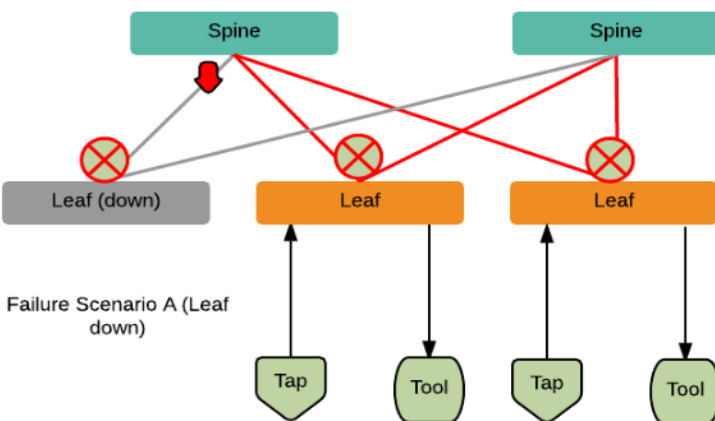 Spine
Spine
Leaf (down)
Leaf
Leaf
Failure Scenario A (Leaf
down)
Tap
Tool
Tap
Tool